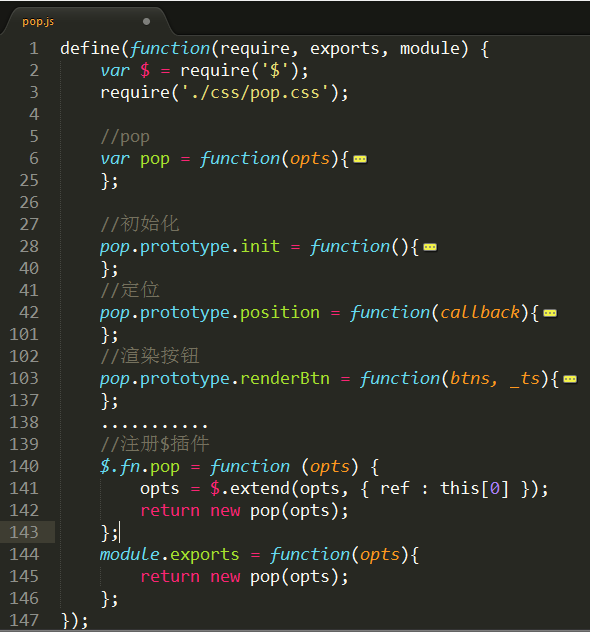 pop.js
1 define(function(require, exports, module) {
2 var $ = require('$');
3 require('./css/pop.css');
4
5 //pop
6 var pop = function(opts){
25 };
26
27 //初始化
28 pop.prototype.init = function(){
40 };
41 //定位
42 pop.prototype.position = function(callback){
101 };
102 //渲染按钮
103 pop.prototype.renderBtn = function(btns, _ts){
137 };
138 ...........
139 //注册$插件
140 $.fn.pop = function (opts) {
141 opts = $.extend(opts, { ref : this[0] });
142 return new pop(opts);
143 };
144 module.exports = function(opts){
145 return new pop(opts);
146 };
147 });